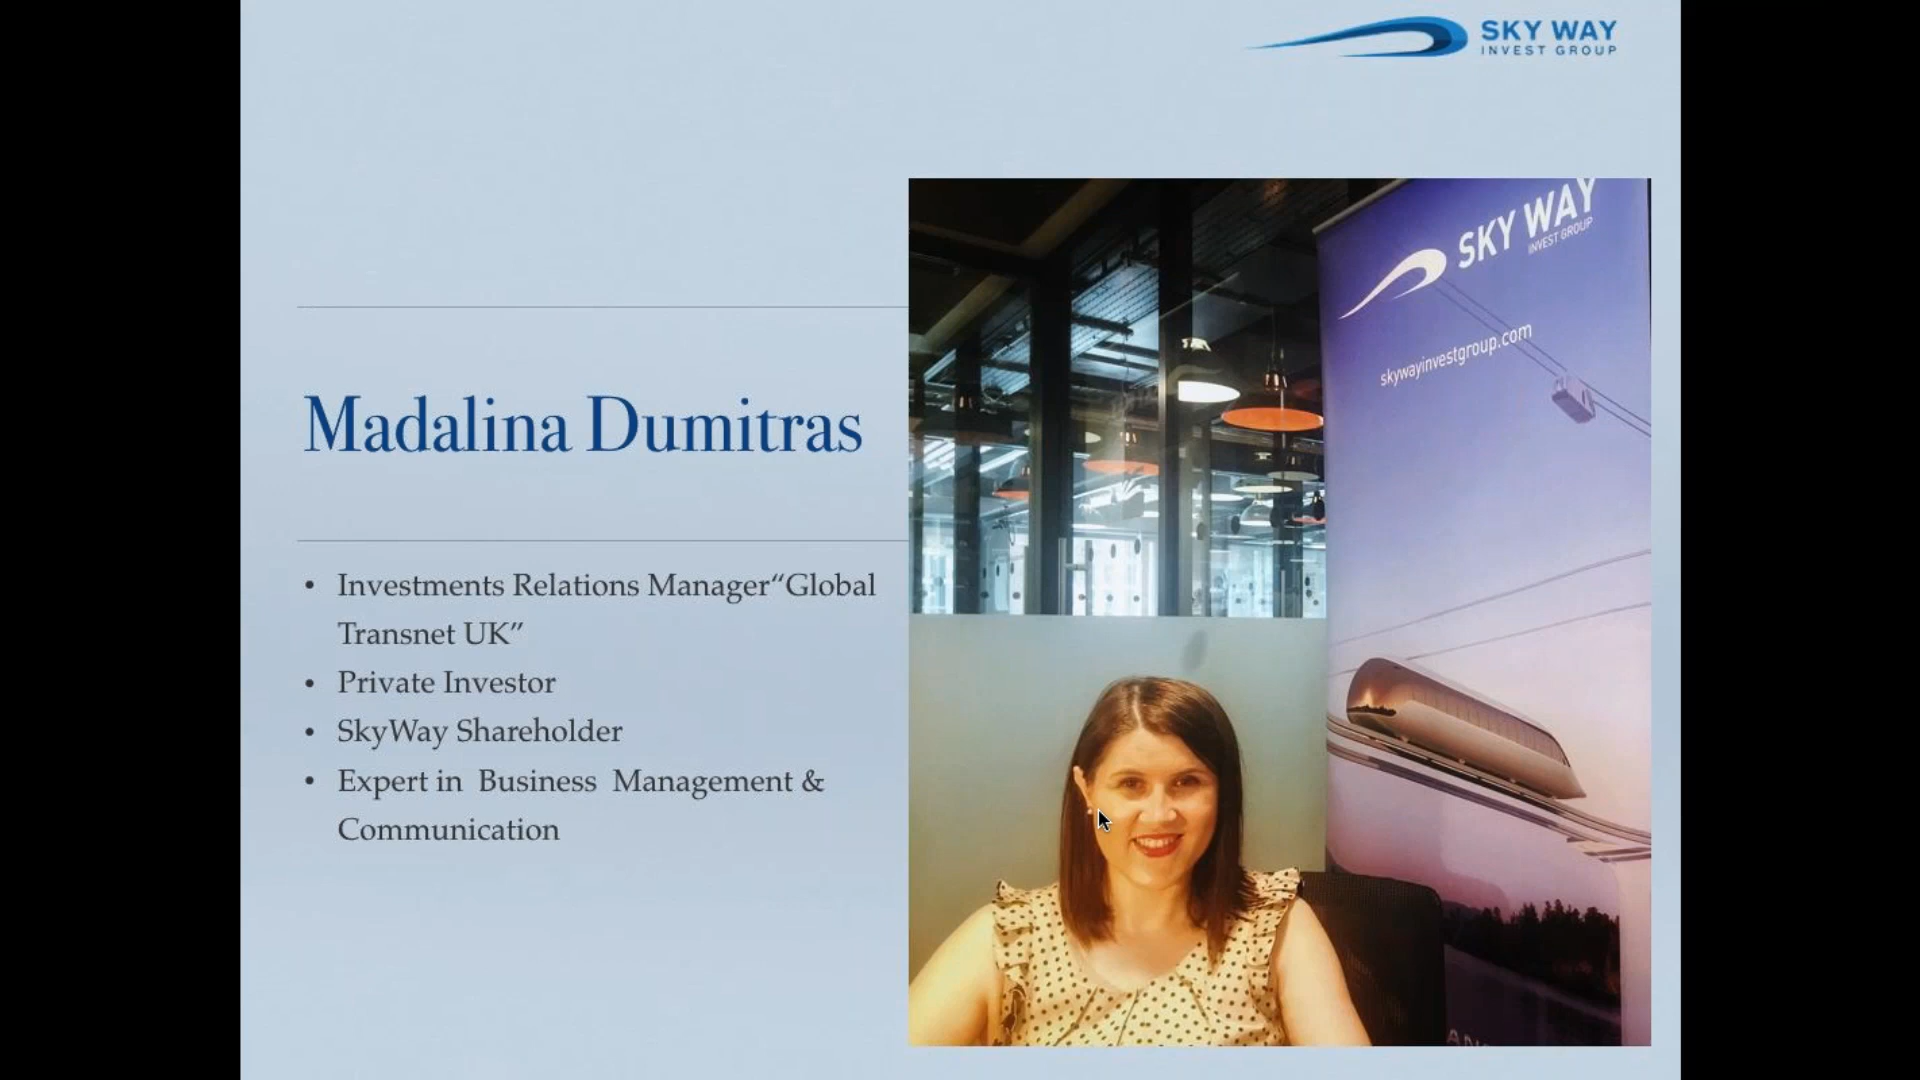 SKY WAY
INVEST GROUP
SKY WAY
INVEST GROUP
skywayinvestgroup.com
Madalina Dumitras
• Investments Relations Manager“Global
Transnet UK”
• Private Investor
• SkyWay Shareholder
• Expert in Business Management &
Communication